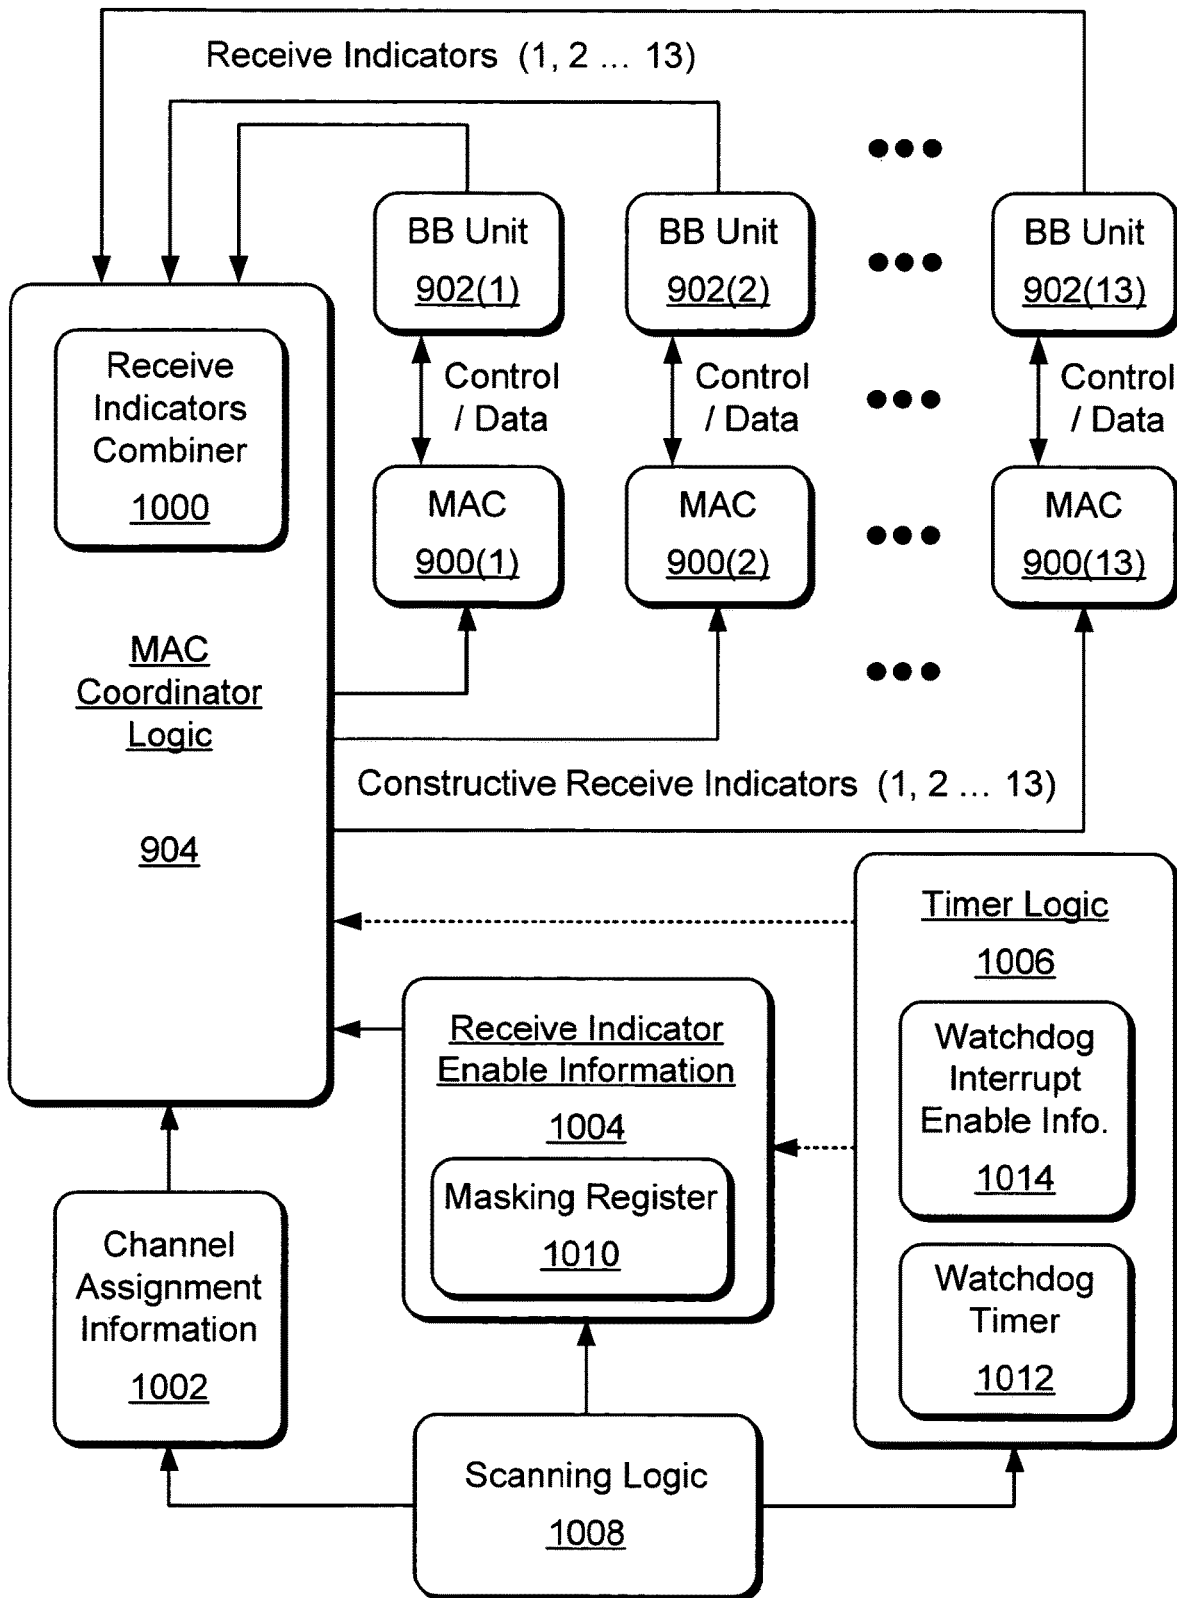 Receive Indicators (1, 2 ... 13)
BB Unit
902(1)
BB Unit
902(2)
BB Unit
902(13)
Receive
Indicators
Combiner
1000
Control
/ Data
Control
/ Data
Control
/ Data
MAC
900(1)
MAC
900(2)
MAC
900(13)
MAC
Coordinator
Logic
904
Constructive Receive Indicators (1, 2 ... 13)
Timer Logic
1006
Receive Indicator
Enable Information
1004
Masking Register
1010
Watchdog
Interrupt
Enable Info.
1014
Watchdog
Timer
1012
Channel
Assignment
Information
1002
Scanning Logic
1008